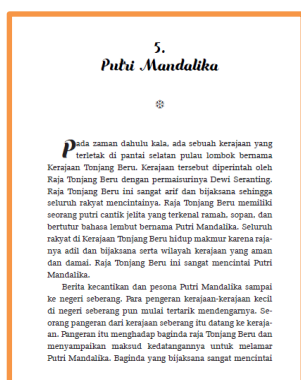 5.
Putri Mandalika
Pada zaman dahulu kala, ada sebuah kerajaan yang
terletak di pantai selatan pulau lombok bernama
Kerajaan Tonjang Beru. Kerajaan tersebut diperintah oleh
Raja Tonjang Beru dengan permaisurinya Dewi Seranting.
Raja Tonjang Beru ini sangat arif dan bijaksana sehingga
seluruh rakyat mencintainya. Raja Tonjang Beru memiliki
seorang putri cantik jelita yang terkenal ramah, sopan, dan
bertutur bahasa lembut bernama Putri Mandalika. Seluruh
rakyat di Kerajaan Tonjang Beru hidup makmur karena raja-
nya adil dan bijaksana serta wilayah kerajaan yang aman
dan damai. Raja Tonjang Beru ini sangat mencintai Putri
Mandalika.
Berita kecantikan dan pesona Putri Mandalika sampai
ke negeri seberang. Para pengeran kerajaan-kerajaan kecil
di negeri seberang pun mulai tertarik mendengarnya. Se-
orang pangeran dari kerajaan seberang itu datang ke keraja-
an. Pangeran itu menghadap baginda raja Tonjang Beru dan
menyampaikan maksud kedatangannya untuk melamar
Putri Mandalika. Baginda yang bijaksana sangat mencintai